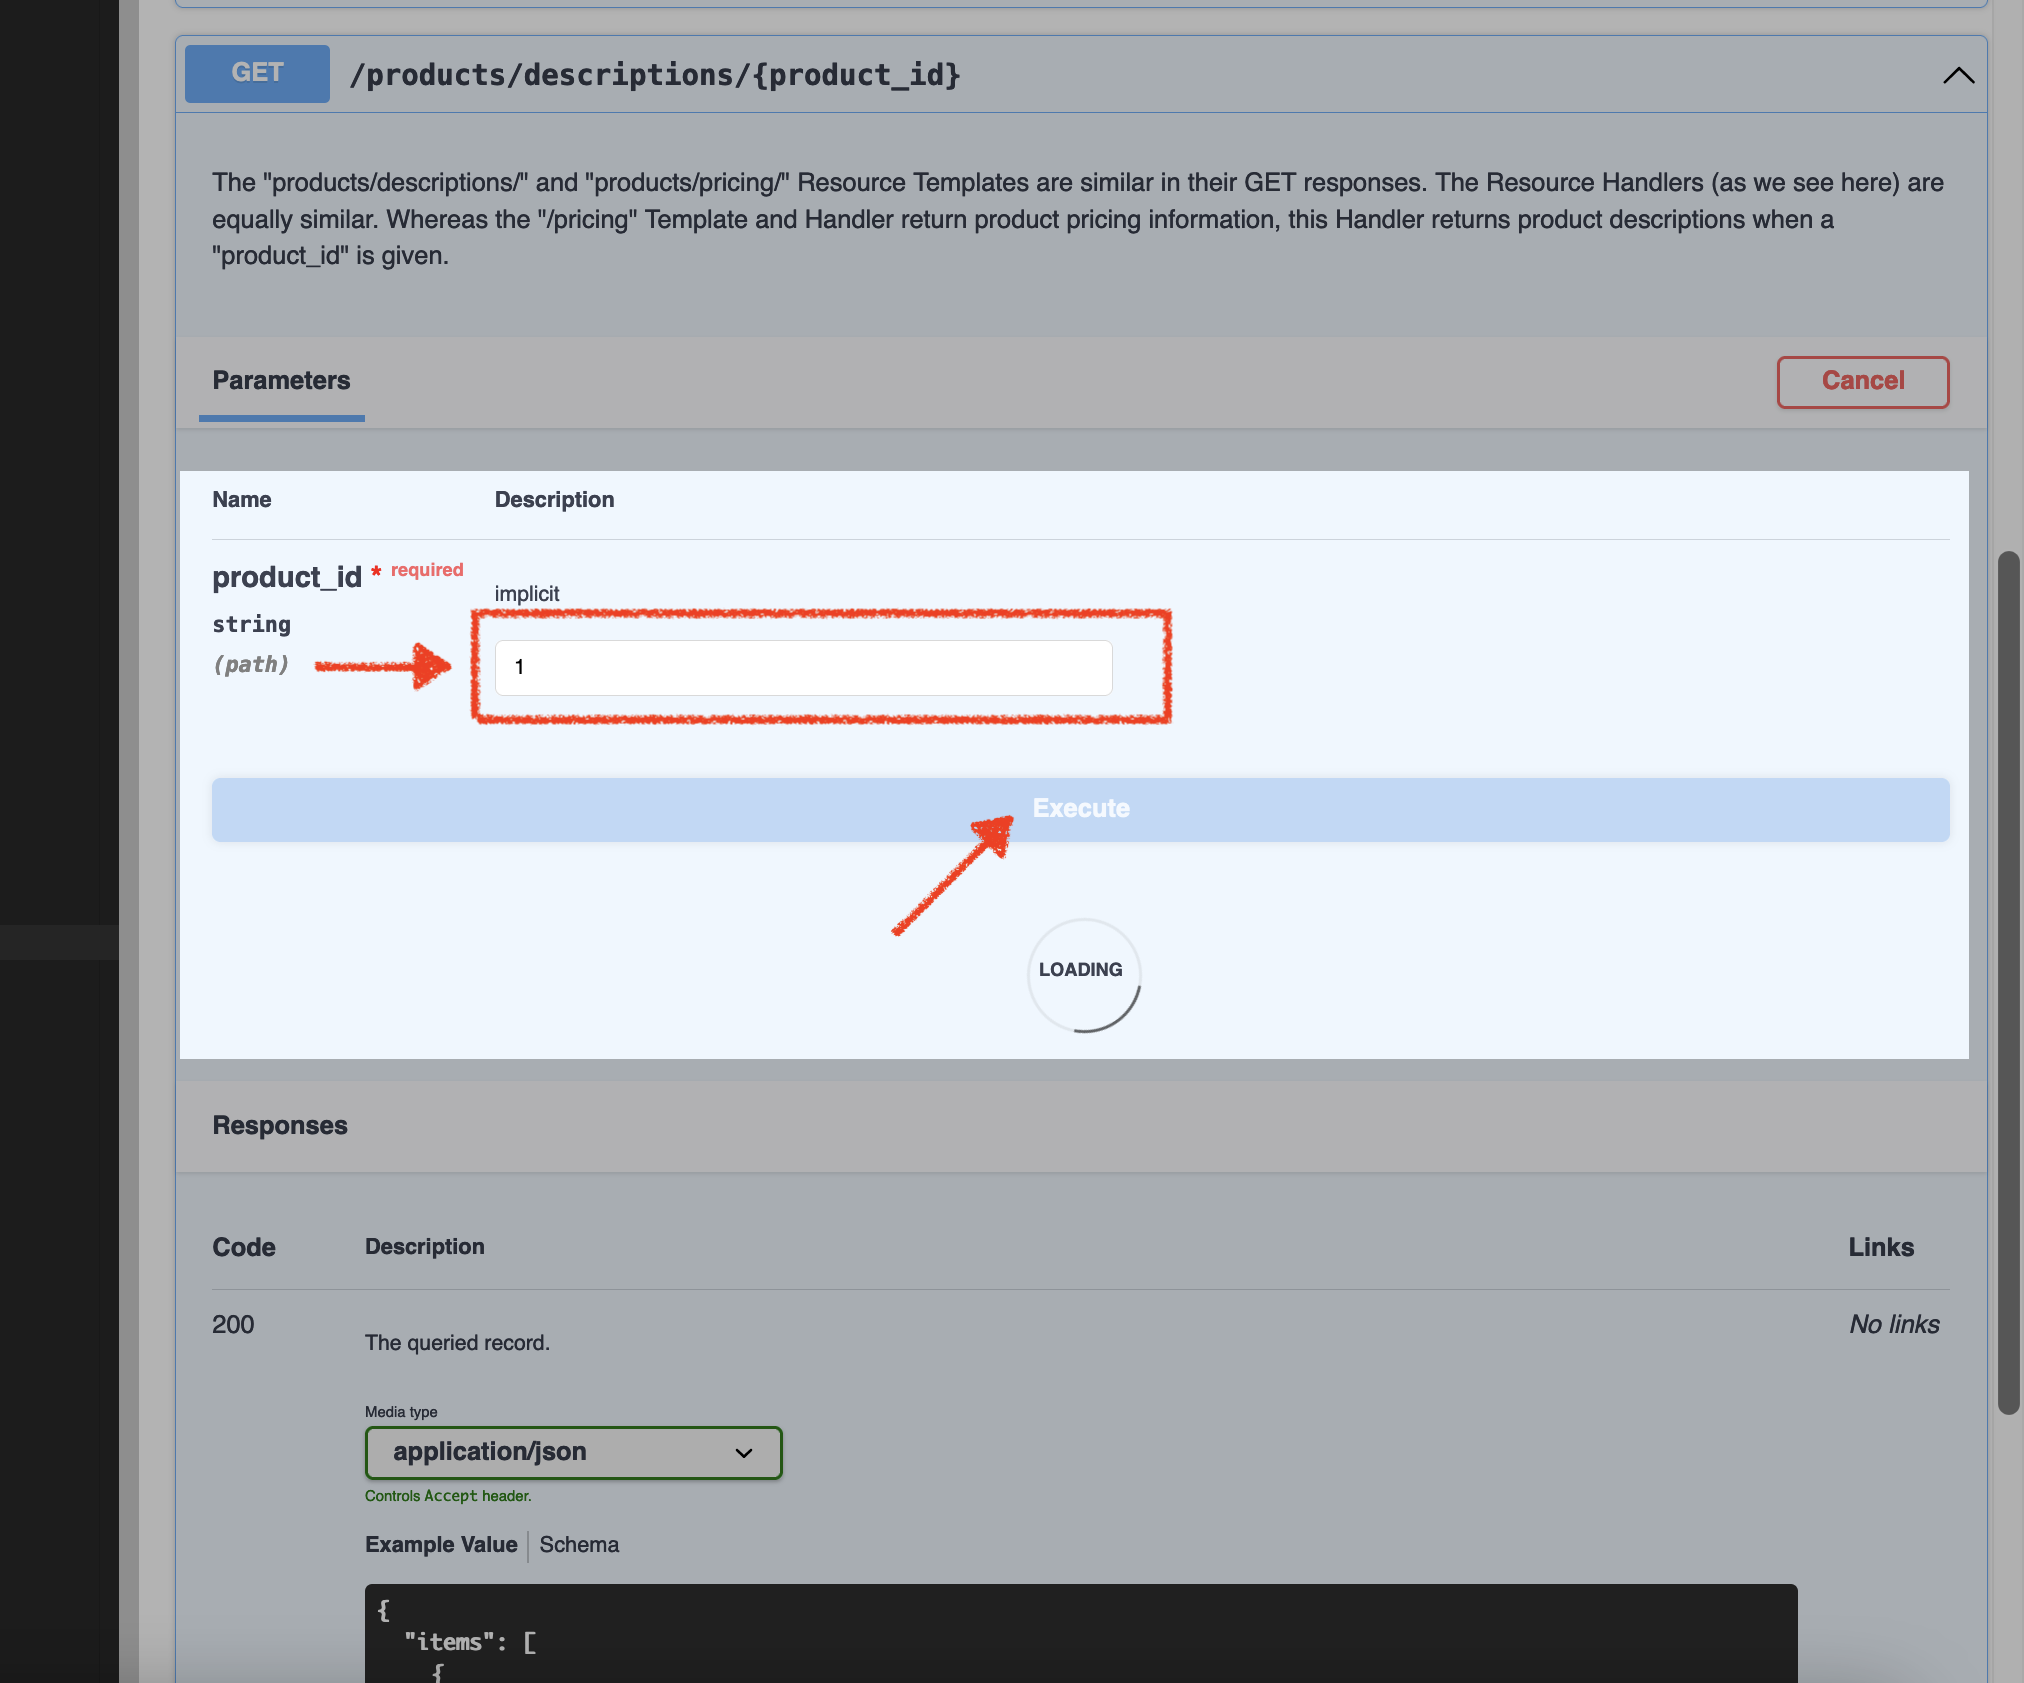 GET /products/descriptions/{product_id}
The "products/descriptions/" and "products/pricing/" Resource Templates are similar in their GET responses. The Resource Handlers (as we see here) are
equally similar. Whereas the "/pricing" Template and Handler return product pricing information, this Handler returns product descriptions when a
"product_id" is given.
Parameters
Cancel
Name Description
product_id * required
implicit
string
(path)
1
Execute
LOADING
Responses
Code Description Links
200
The queried record.
No links
Media type
application/json
Controls Accept header.
Example Value Schema
{
"items": [
{